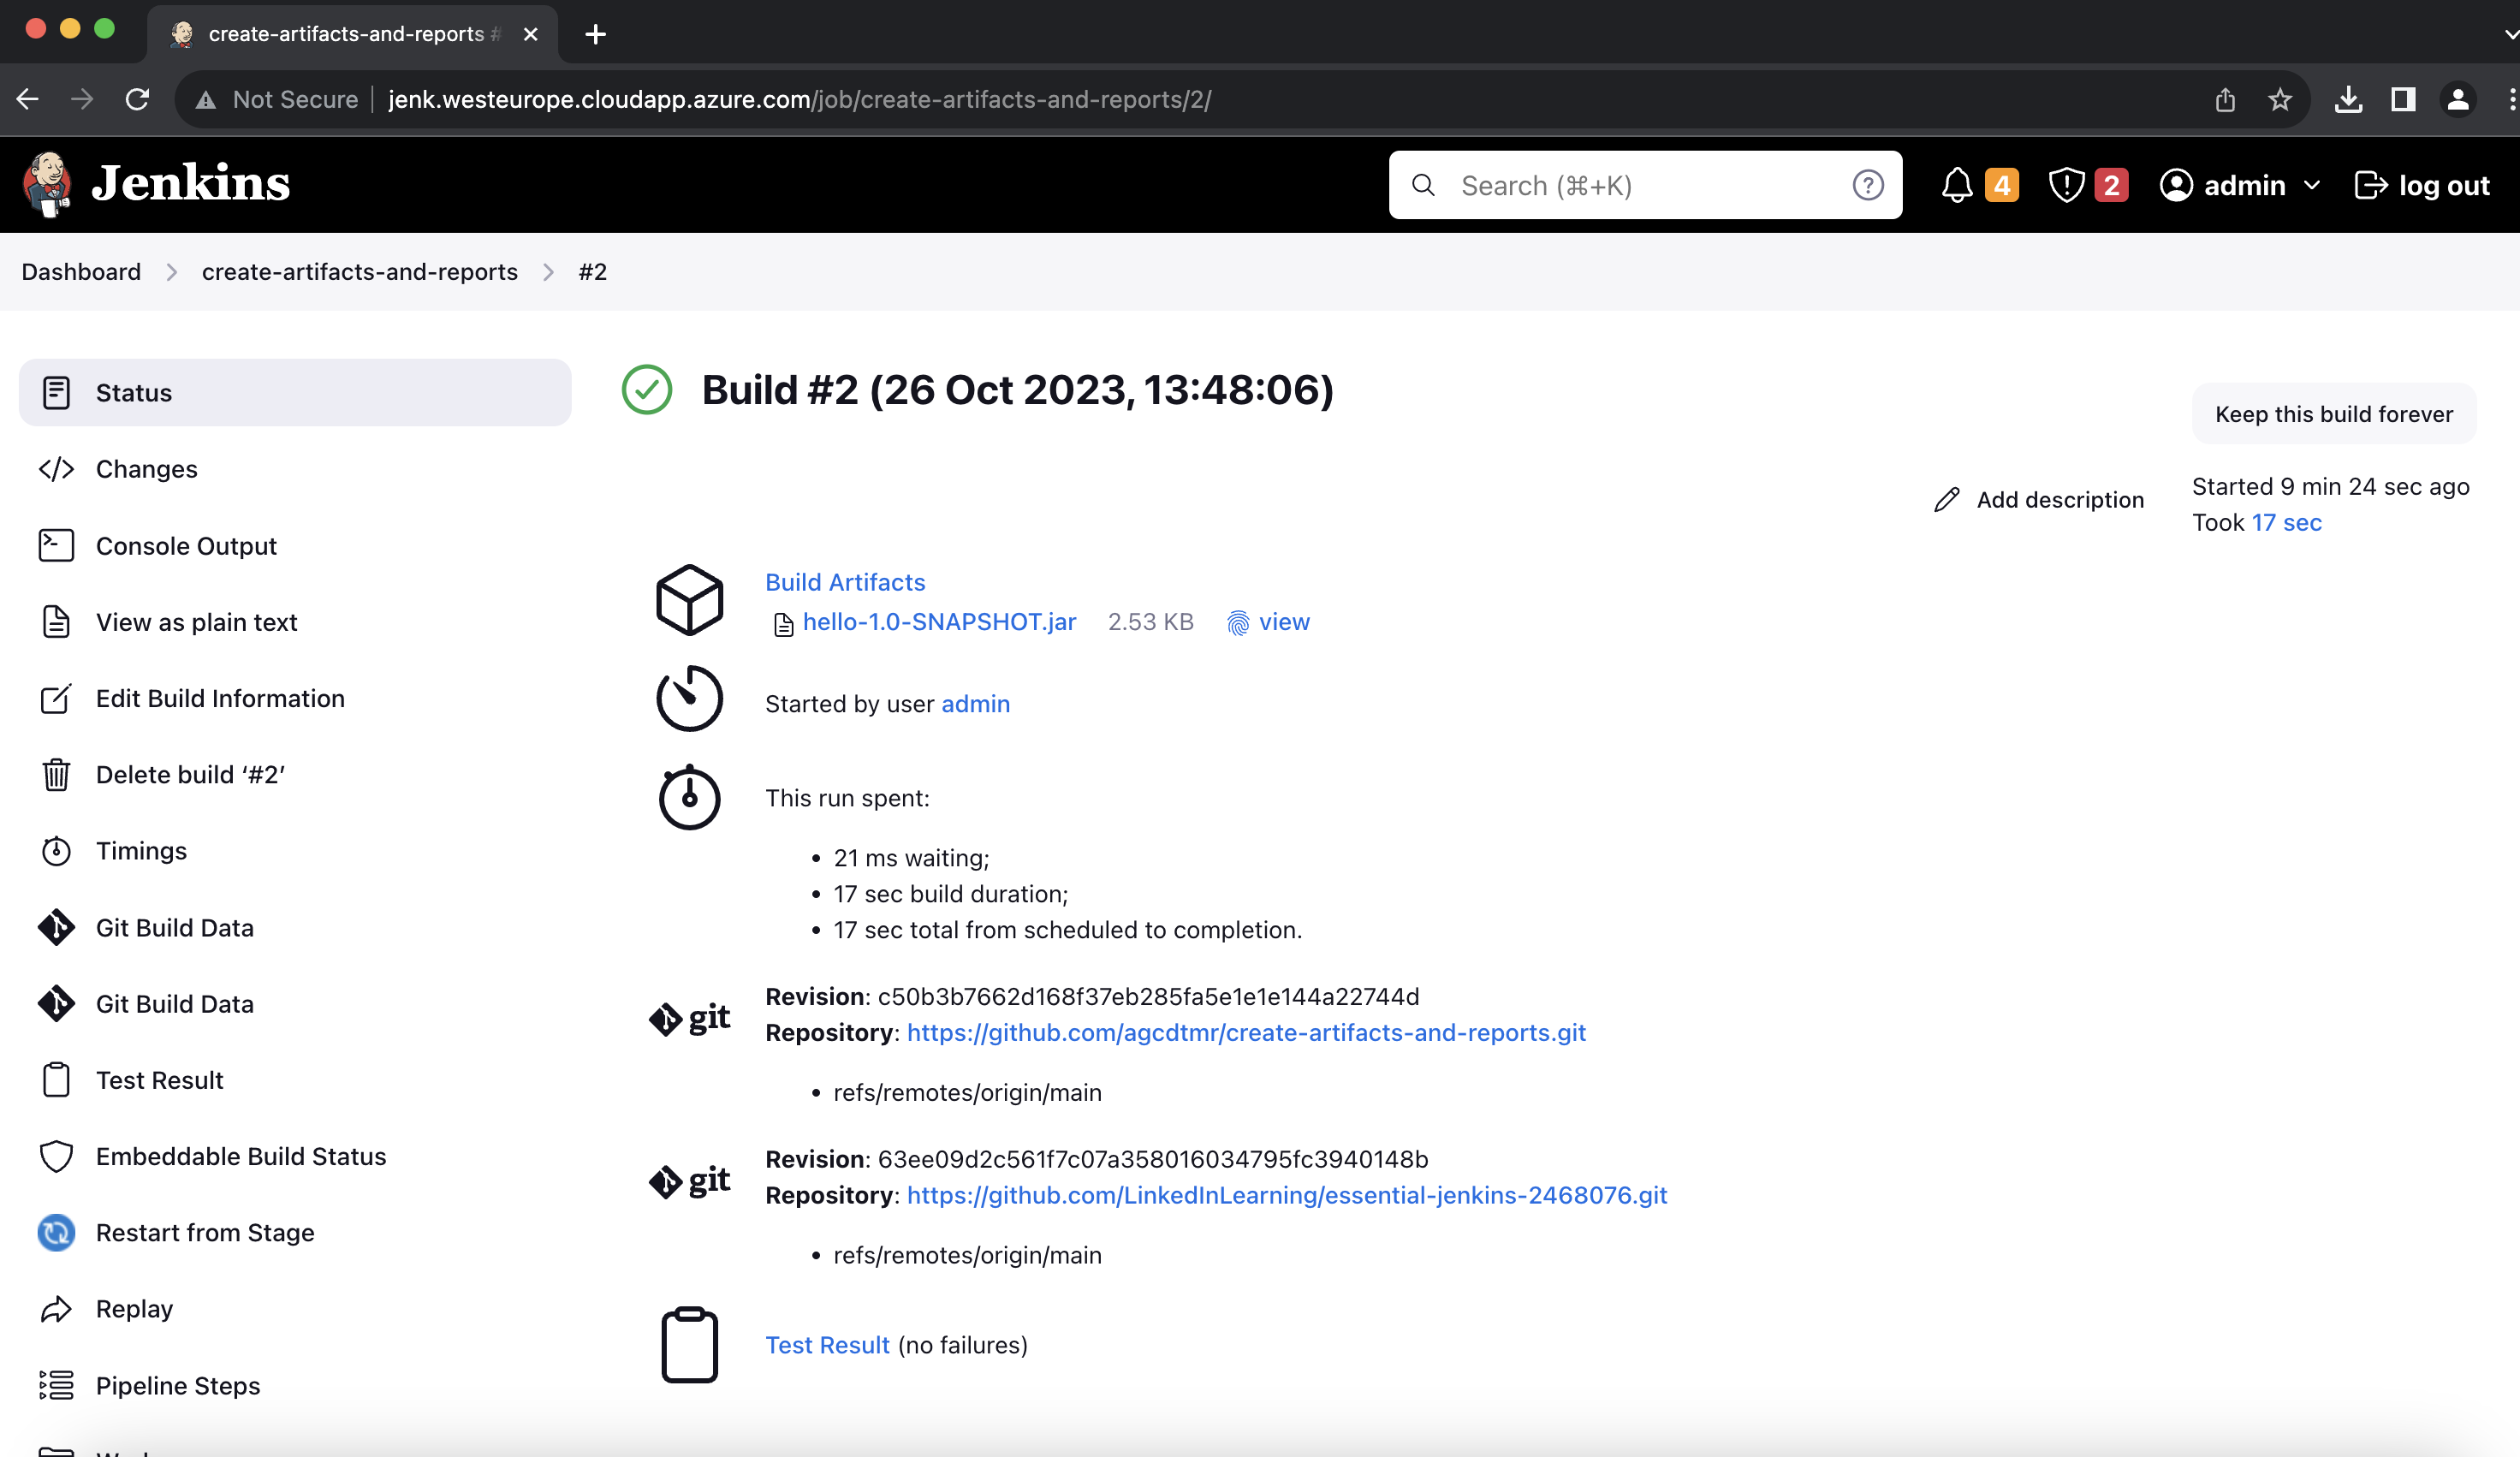 create-artifacts-and-reports #
Not Secure jenk.westeurope.cloudapp.azure.com/job/create-artifacts-and-reports/2/
Jenkins
Search (⌘+K)
?
4
2
admin
log out
Dashboard
create-artifacts-and-reports
#2
Status
Changes
Console Output
View as plain text
Edit Build Information
Delete build ‘#2’
Timings
Git Build Data
Git Build Data
Test Result
Embeddable Build Status
Restart from Stage
Replay
Pipeline Steps
Build #2 (26 Oct 2023, 13:48:06)
Keep this build forever
Add description
Started 9 min 24 sec ago
Took 17 sec
Build Artifacts
hello-1.0-SNAPSHOT.jar 2.53 KB view
Started by user admin
This run spent:
• 21 ms waiting;
• 17 sec build duration;
• 17 sec total from scheduled to completion.
git
Revision: c50b3b7662d168f37eb285fa5e1e1e144a22744d
Repository: https://github.com/agcdtmr/create-artifacts-and-reports.git
• refs/remotes/origin/main
git
Revision: 63ee09d2c561f7c07a358016034795fc3940148b
Repository: https://github.com/LinkedInLearning/essential-jenkins-2468076.git
• refs/remotes/origin/main
Test Result (no failures)